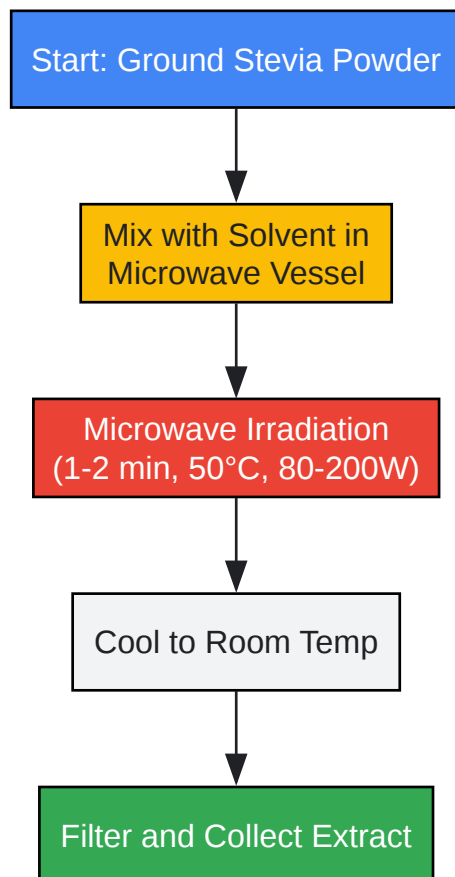 Start: Ground Stevia Powder
Mix with Solvent in
Microwave Vessel
Microwave Irradiation
(1-2 min, 50°C, 80-200W)
Cool to Room Temp
Filter and Collect Extract